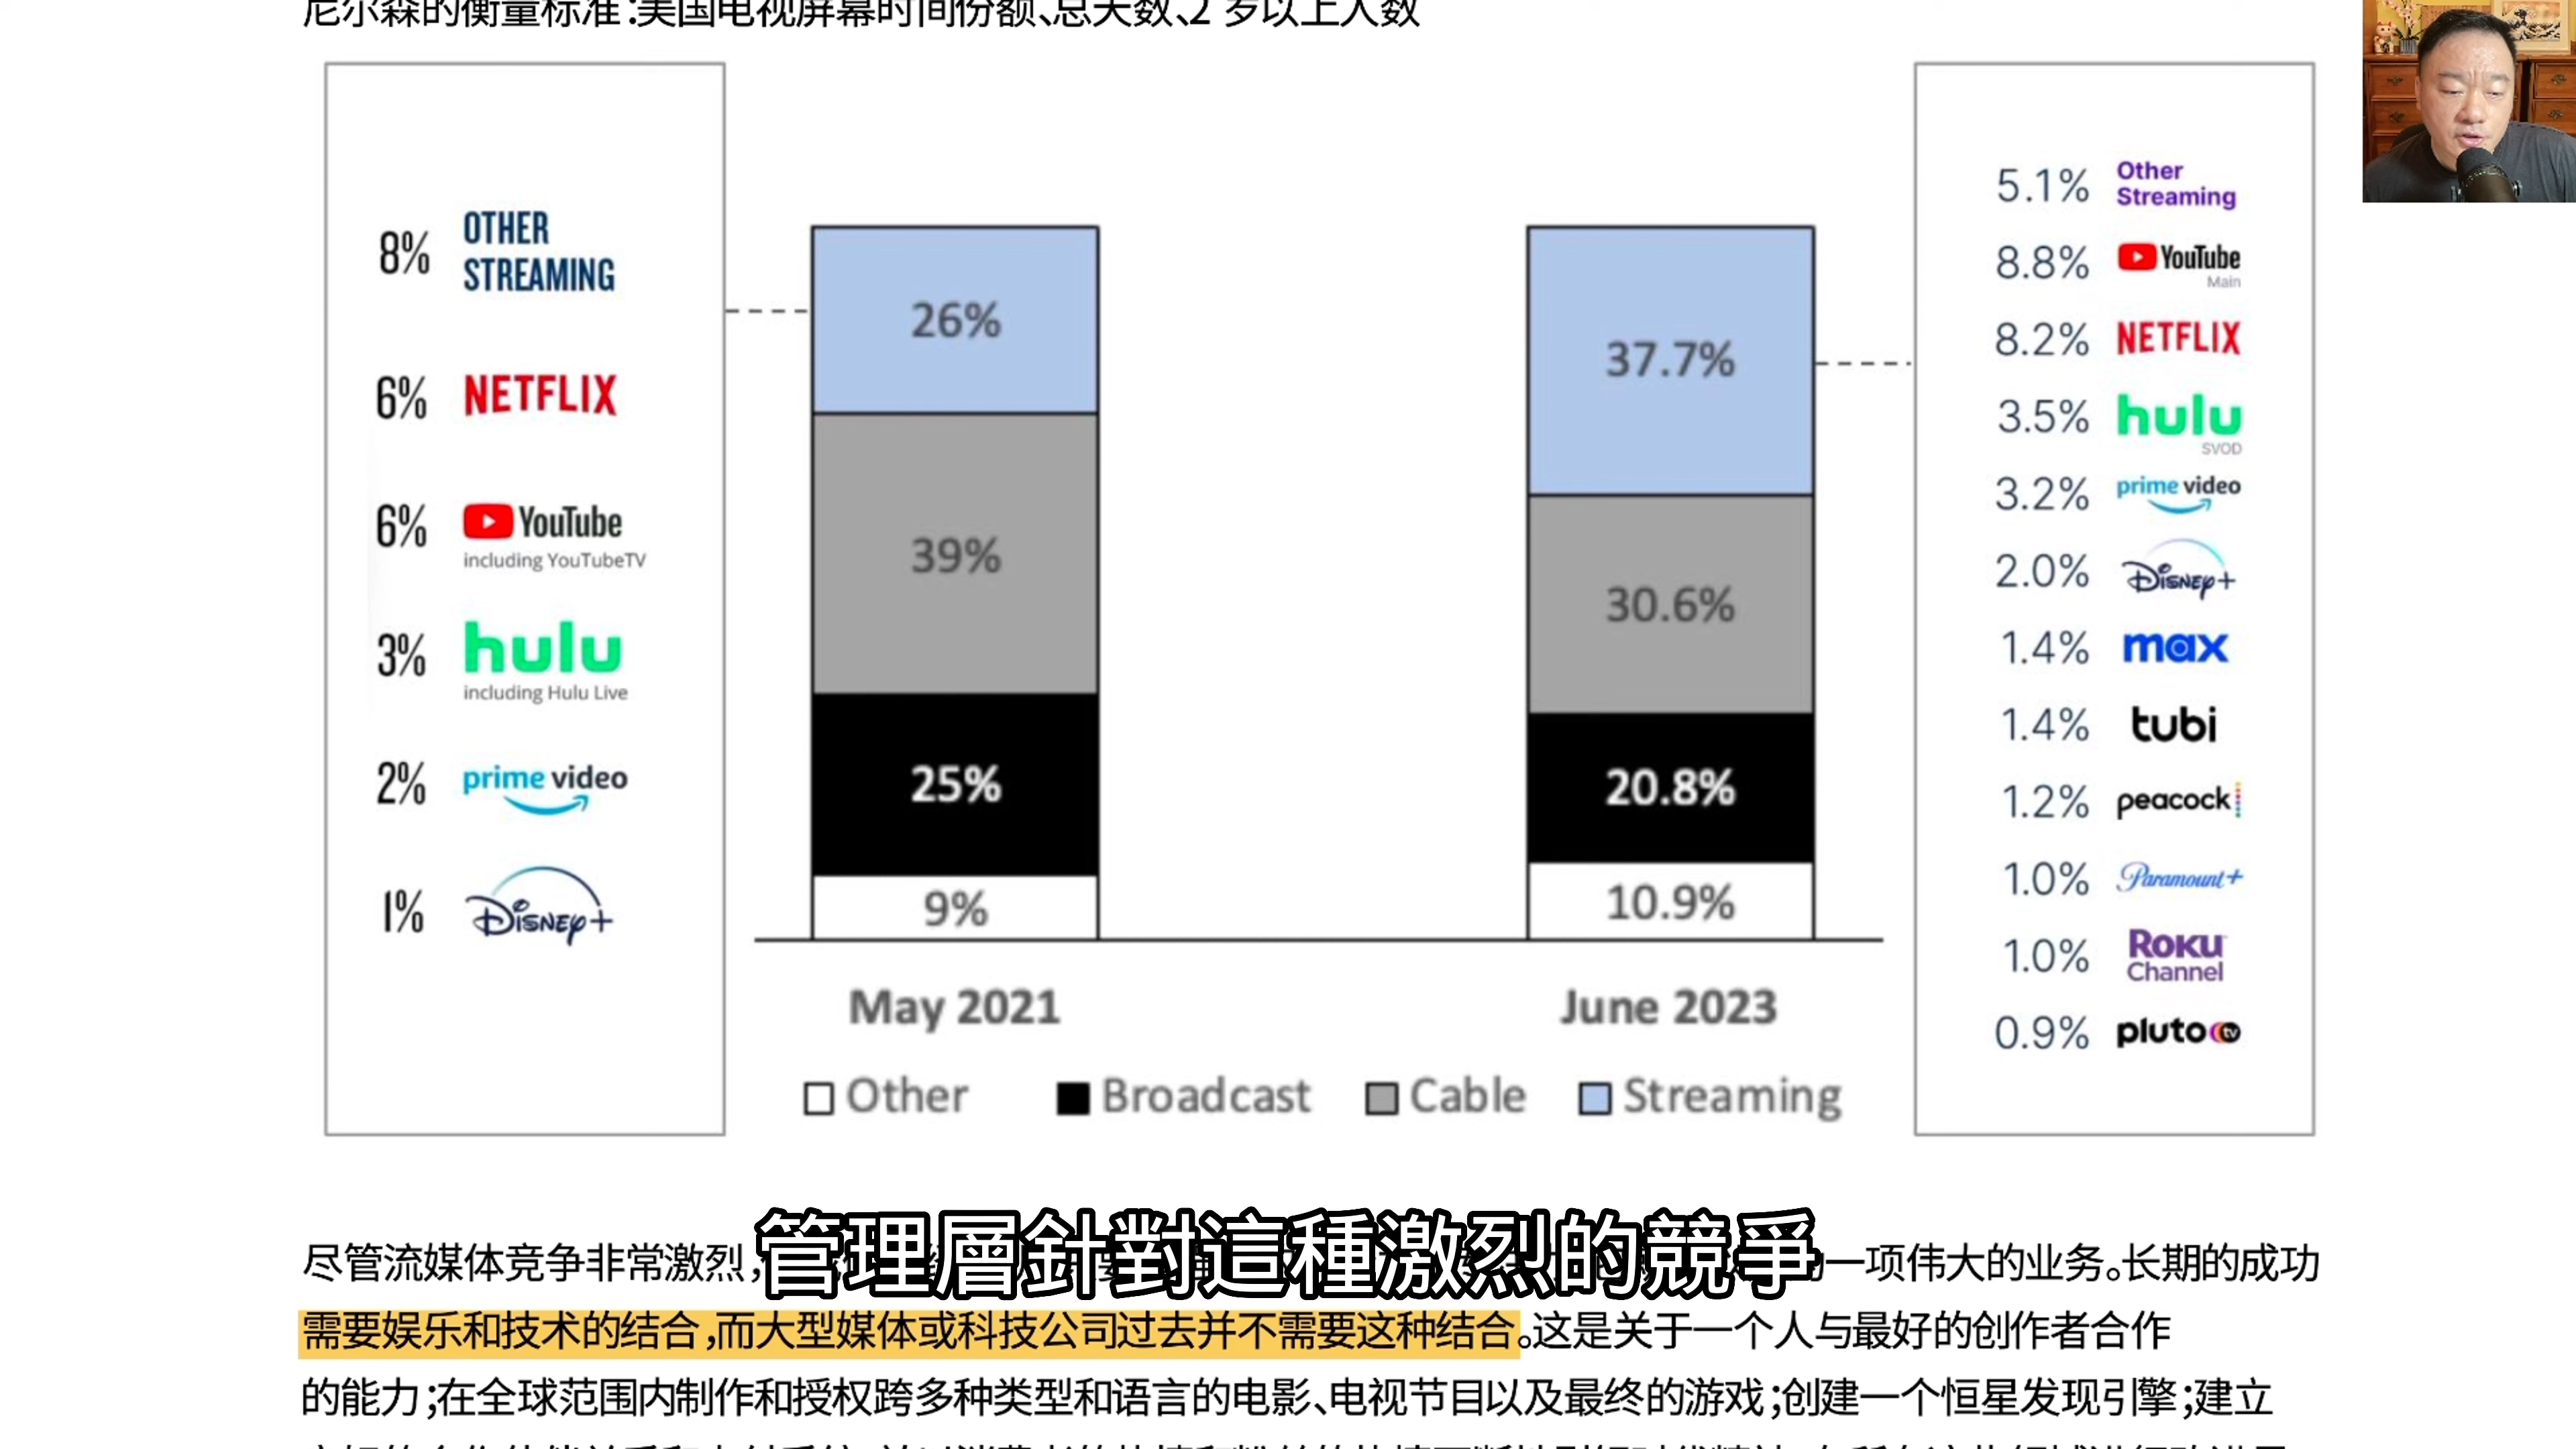 尼尔森的衡量标准:美国电视屏幕时间份额、总天数、2 岁以上人数
8% OTHER STREAMING
6% NETFLIX
6% YouTube
including YouTubeTV
3% hulu
including Hulu Live
2% prime video
1% Disney+
26%
39%
25%
9%
May 2021
37.7%
30.6%
20.8%
10.9%
June 2023
Other Broadcast Cable Streaming
5.1% Other Streaming
8.8% YouTube
Main
8.2% NETFLIX
3.5% hulu
SVOD
3.2% prime video
2.0% Disney+
1.4% max
1.4% tubi
1.2% peacock
1.0% Paramount+
1.0% Roku Channel
0.9% pluto tv
管理層針對這種激烈的競爭
尽管流媒体竞争非常激烈, 一项伟大的业务。长期的成功
需要娱乐和技术的结合,而大型媒体或科技公司过去并不需要这种结合。这是关于一个人与最好的创作者合作
的能力;在全球范围内制作和授权跨多种类型和语言的电影、电视节目以及最终的游戏;创建一个恒星发现引擎;建立